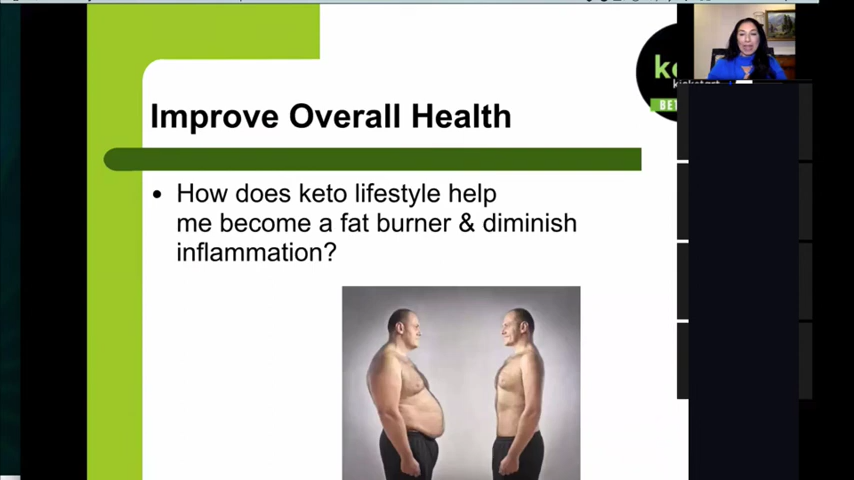 Improve Overall Health
• How does keto lifestyle help
me become a fat burner & diminish
inflammation?